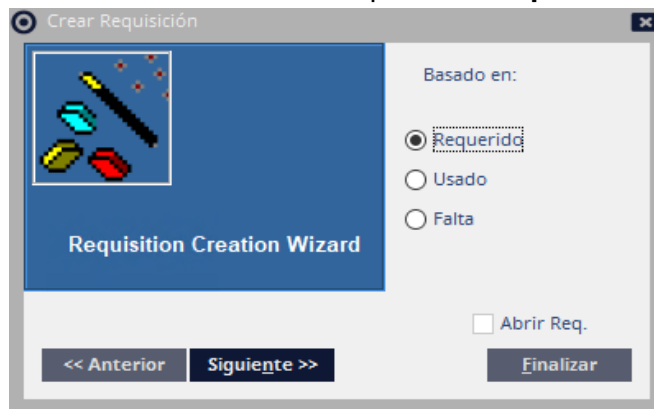 Crear Requisición
Basado en:
Requerido
Usado
Falta
Requisition Creation Wizard
Abrir Req.
<< Anterior
Siguiente >>
Finalizar